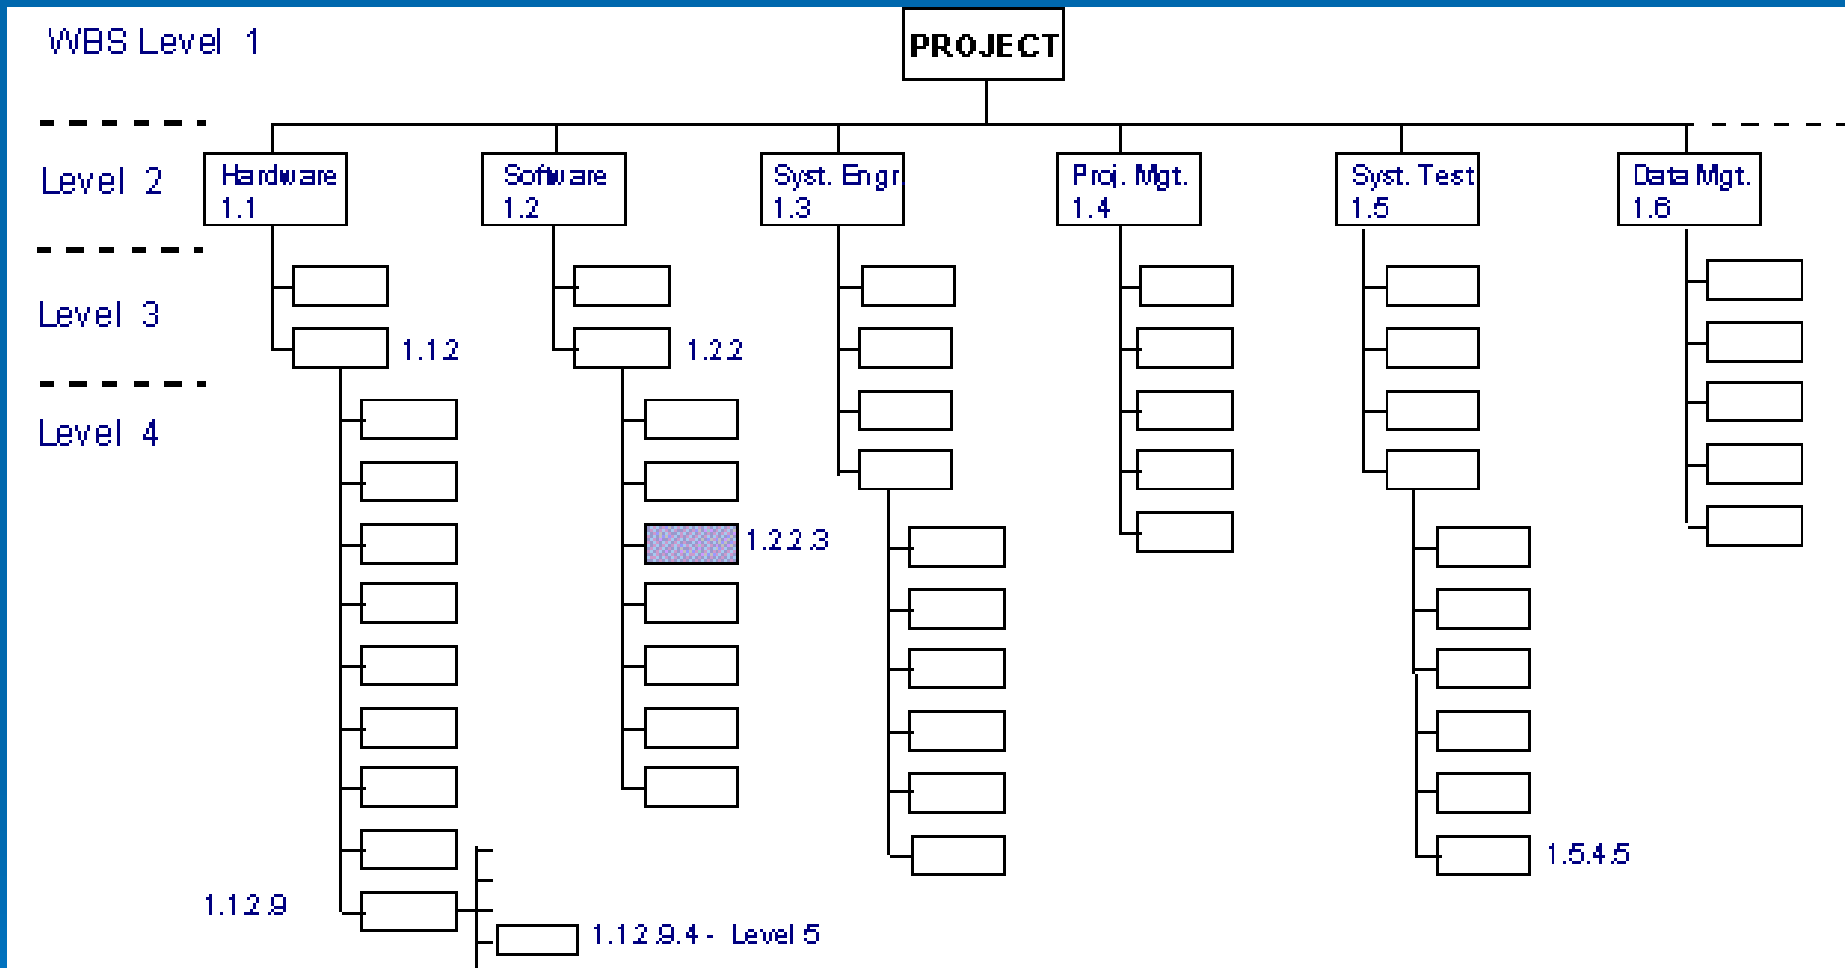 WBS Level 1
PROJECT
Level 2
Hardware
1.1
Software
1.2
Syst. Engr.
1.3
Proj. Mgt.
1.4
Syst. Test
1.5
Data Mgt.
1.6
Level 3
1.1.2
1.2.2
Level 4
1.2.2.3
1.5.4.5
1.1.2.9
1.1.2.9.4 - Level 5